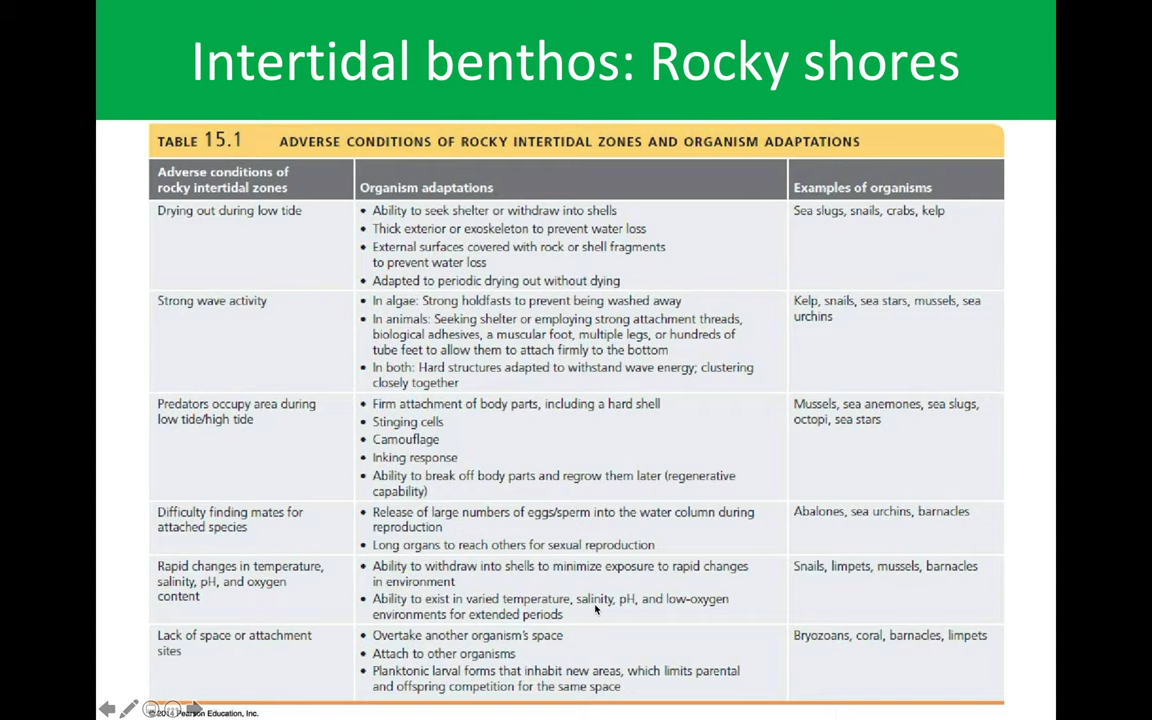 Intertidal benthos: Rocky shores
TABLE 15.1 ADVERSE CONDITIONS OF ROCKY INTERTIDAL ZONES AND ORGANISM ADAPTATIONS
Adverse conditions of
rocky intertidal zones
Organism adaptations
Examples of organisms
Drying out during low tide
• Ability to seek shelter or withdraw into shells
• Thick exterior or exoskeleton to prevent water loss
• External surfaces covered with rock or shell fragments
to prevent water loss
• Adapted to periodic drying out without dying
Sea slugs, snails, crabs, kelp
Strong wave activity
• In algae: Strong holdfasts to prevent being washed away
• In animals: Seeking shelter or employing strong attachment threads,
biological adhesives, a muscular foot, multiple legs, or hundreds of
tube feet to allow them to attach firmly to the bottom
• In both: Hard structures adapted to withstand wave energy; clustering
closely together
Kelp, snails, sea stars, mussels, sea
urchins
Predators occupy area during
low tide/high tide
• Firm attachment of body parts, including a hard shell
• Stinging cells
• Camouflage
• Inking response
• Ability to break off body parts and regrow them later (regenerative
capability)
Mussels, sea anemones, sea slugs,
octopi, sea stars
Difficulty finding mates for
attached species
• Release of large numbers of eggs/sperm into the water column during
reproduction
• Long organs to reach others for sexual reproduction
Abalones, sea urchins, barnacles
Rapid changes in temperature,
salinity, pH, and oxygen
content
• Ability to withdraw into shells to minimize exposure to rapid changes
in environment
• Ability to exist in varied temperature, salinity, pH, and low-oxygen
environments for extended periods
Snails, limpets, mussels, barnacles
Lack of space or attachment
sites
• Overtake another organism's space
• Attach to other organisms
• Planktonic larval forms that inhabit new areas, which limits parental
and offspring competition for the same space
Bryozoans, coral, barnacles, limpets
Pearson Education, Inc.